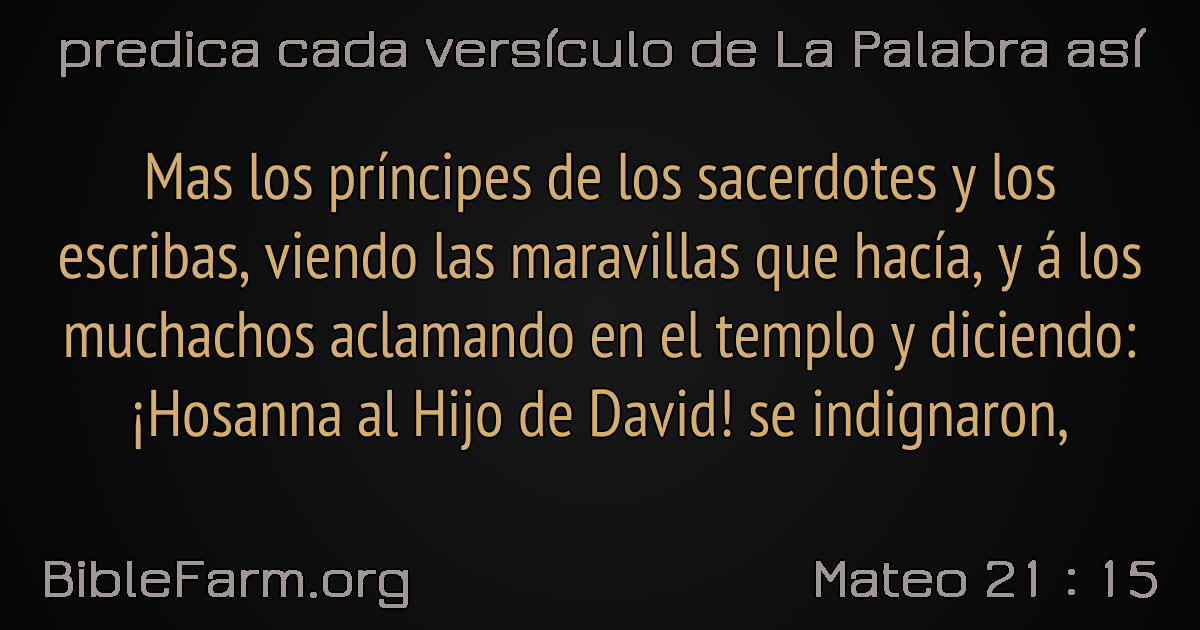 predica cada versículo de La Palabra así
Mas los príncipes de los sacerdotes y los
escribas, viendo las maravillas que hacía, y á los
muchachos aclamando en el templo y diciendo:
¡Hosanna al Hijo de David! se indignaron,
BibleFarm.org
Mateo 21 : 15